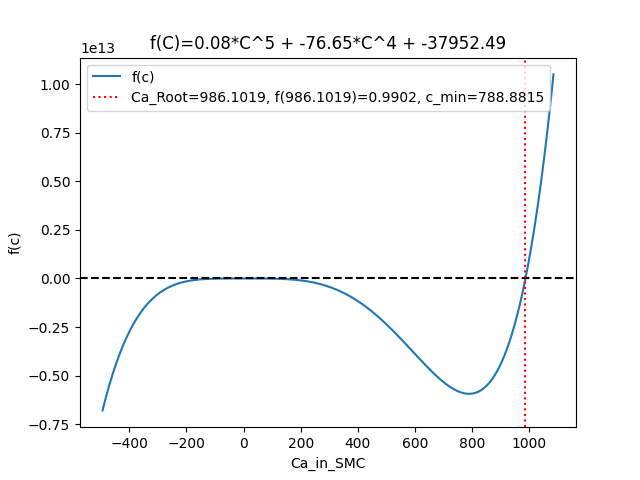 f(C)=0.08*C^5 + -76.65*C^4 + -37952.49
1e13
f(c)
Ca_Root=986.1019, f(986.1019)=0.9902, c_min=788.8815
1.00
0.75
0.50
0.25
0.00
−0.25
−0.50
−0.75
f(c)
−400
−200
0
200
400
600
800
1000
Ca_in_SMC